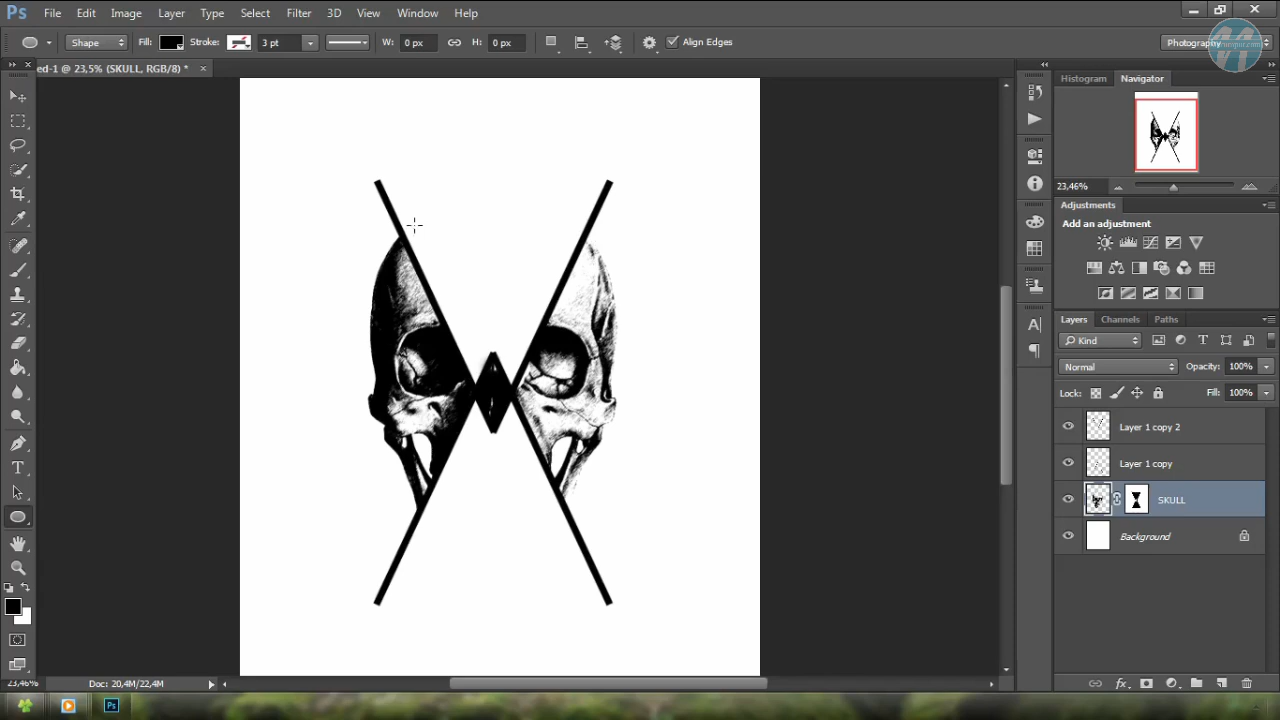 Ps File Edit Image Layer Type Select Filter 3D View Window Help
Shape Fill: Stroke: 3 pt W: 0 px H: 0 px Align Edges Photography
ed-1 @ 23,5% (SKULL, RGB/8) *
Histogram Navigator
23,46%
Adjustments
Add an adjustment
Layers Channels Paths
Kind
Normal Opacity: 100%
Lock: Fill: 100%
Layer 1 copy 2
Layer 1 copy
SKULL
Background
23,46% Doc: 20,4M/22,4M
Ps